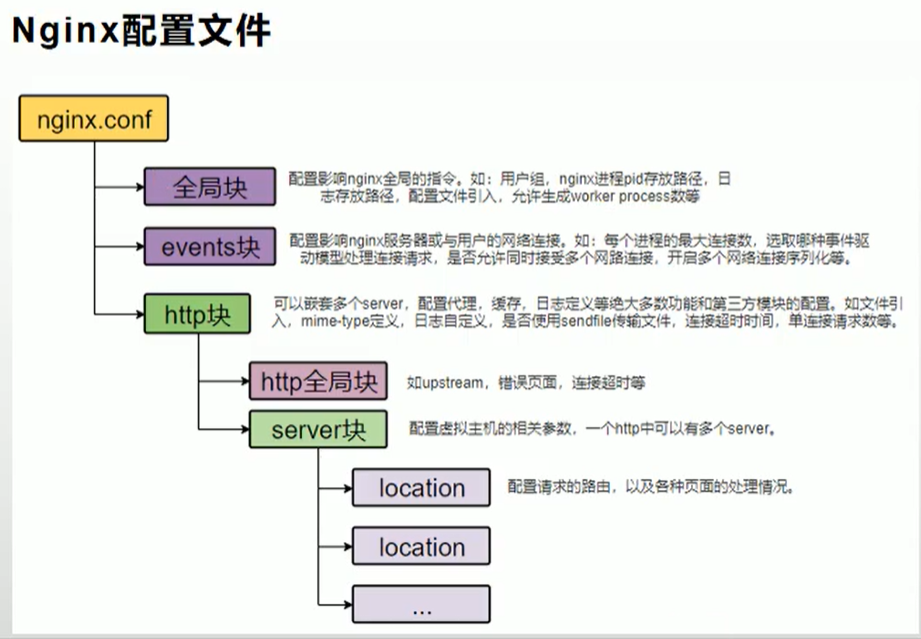 Nginx配置文件
nginx.conf
全局块
配置影响nginx全局的指令。如：用户组，nginx进程pid存放路径，日
志存放路径，配置文件引入，允许生成worker process数等
events块
配置影响nginx服务器或与用户的网络连接。如：每个进程的最大连接数，选取哪种事件驱
动模型处理连接请求，是否允许同时接受多个网路连接，开启多个网络连接序列化等。
http块
可以嵌套多个server，配置代理，缓存，日志定义等绝大多数功能和第三方模块的配置。如文件引
入，mime-type定义，日志自定义，是否使用sendfile传输文件，连接超时时间，单连接请求数等。
http全局块
如upstream，错误页面，连接超时等
server块
配置虚拟主机的相关参数，一个http中可以有多个server。
location
配置请求的路由，以及各种页面的处理情况。
location
...